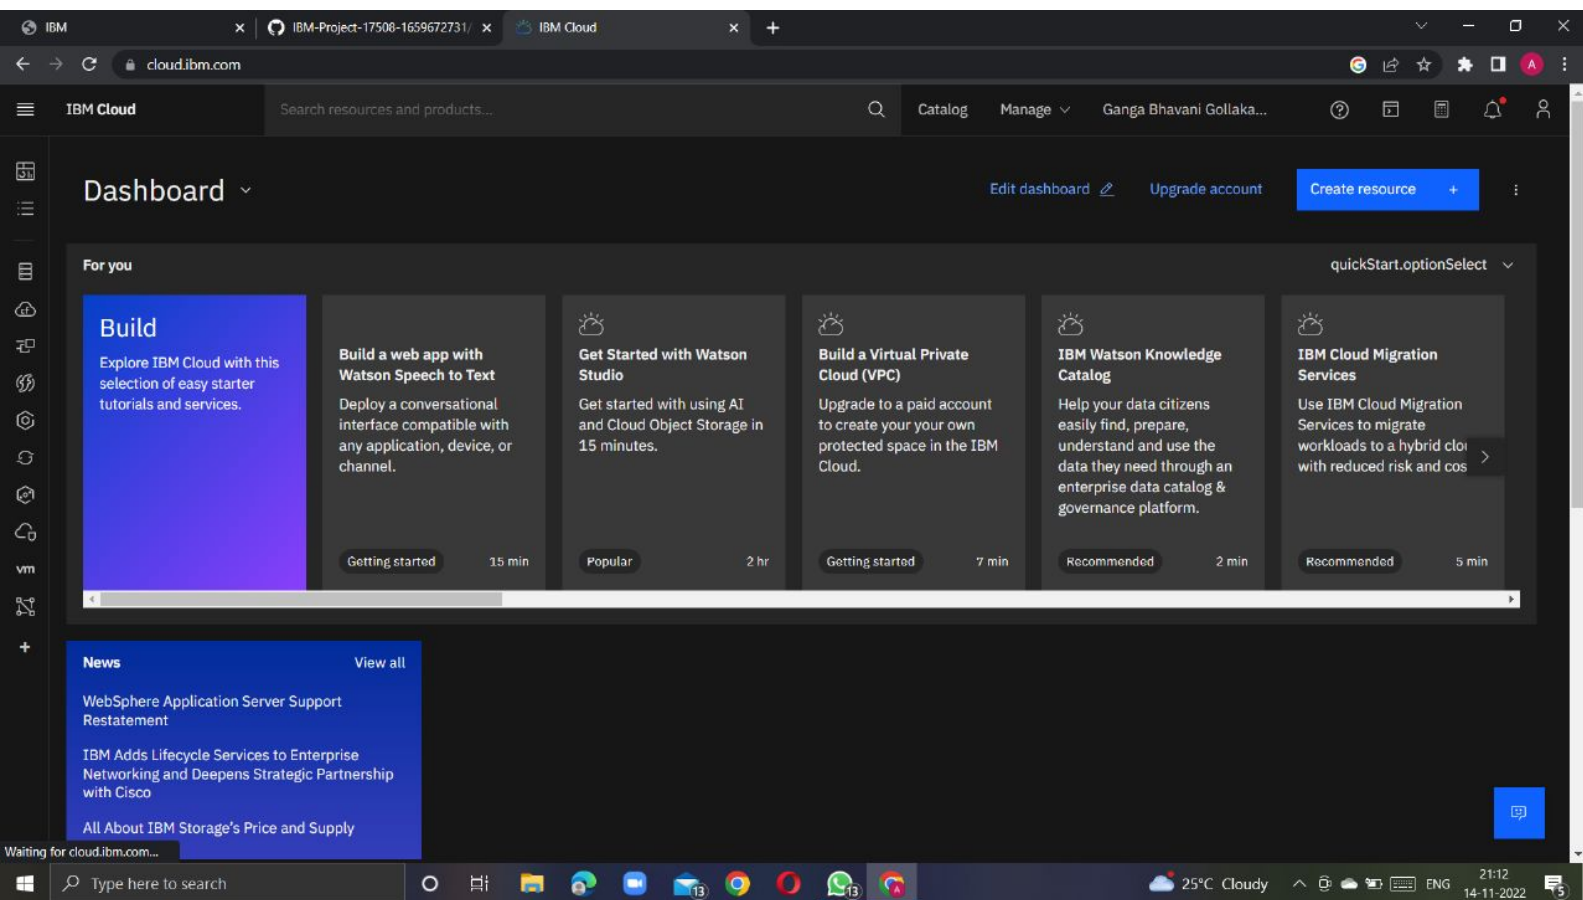 IBM
IBM-Project-17508-1659672731/
IBM Cloud
cloud.ibm.com
A
IBM Cloud
Search resources and products...
Catalog
Manage
Ganga Bhavani Gollaka...
Dashboard
Edit dashboard
Upgrade account
Create resource +
For you
quickStart.optionSelect
Build
Explore IBM Cloud with this
selection of easy starter
tutorials and services.
Build a web app with
Watson Speech to Text
Deploy a conversational
interface compatible with
any application, device, or
channel.
Getting started
15 min
Get Started with Watson
Studio
Get started with using AI
and Cloud Object Storage in
15 minutes.
Popular
2 hr
Build a Virtual Private
Cloud (VPC)
Upgrade to a paid account
to create your your own
protected space in the IBM
Cloud.
Getting started
7 min
IBM Watson Knowledge
Catalog
Help your data citizens
easily find, prepare,
understand and use the
data they need through an
enterprise data catalog &
governance platform.
Recommended
2 min
IBM Cloud Migration
Services
Use IBM Cloud Migration
Services to migrate
workloads to a hybrid clou
with reduced risk and cos
Recommended
5 min
vm
News
View all
WebSphere Application Server Support
Restatement
IBM Adds Lifecycle Services to Enterprise
Networking and Deepens Strategic Partnership
with Cisco
All About IBM Storage's Price and Supply
Waiting for cloud.ibm.com...
Type here to search
13
13
25°C Cloudy
ENG
21:12
14-11-2022
5